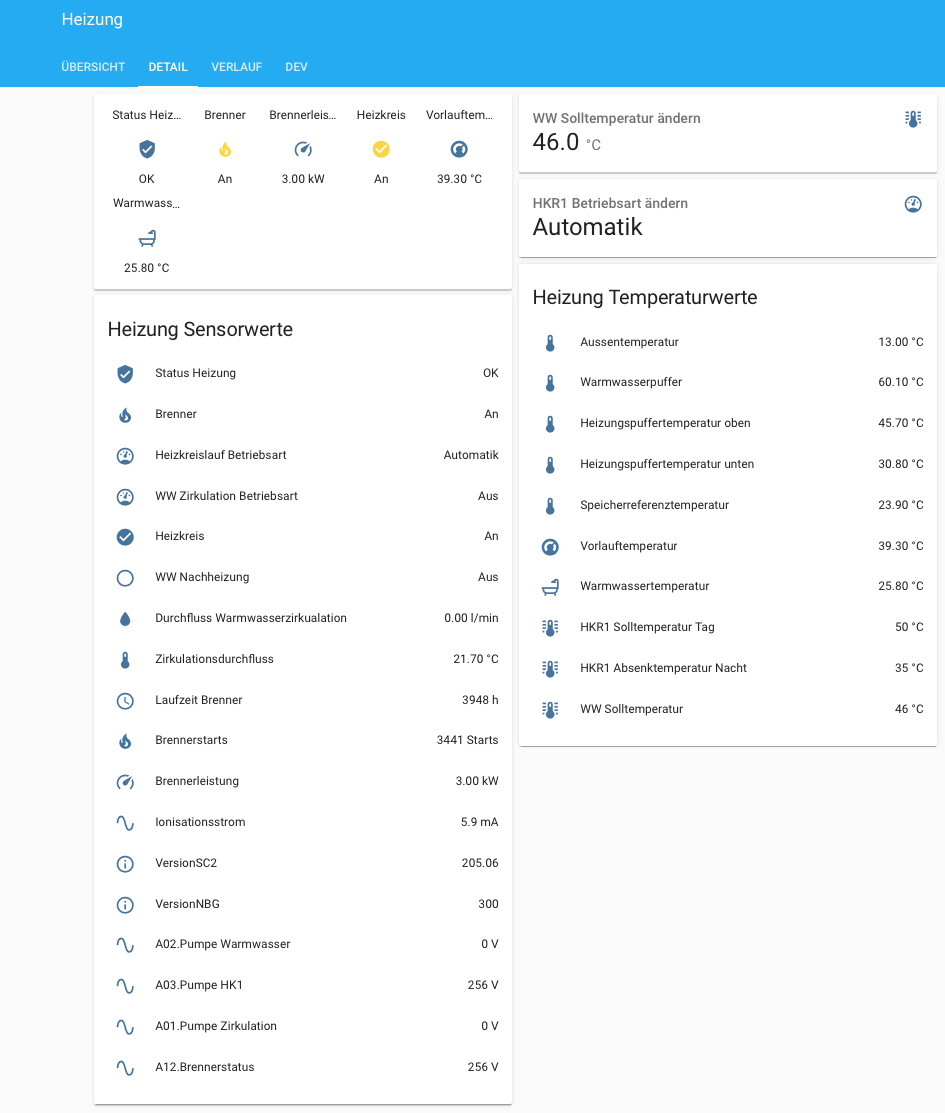 Heizung
ÜBERSICHT DETAIL VERLAUF DEV
Status Heiz... Brenner Brennerleis... Heizkreis Vorlauftem...
OK An 3.00 kW An 39.30 °C
Warmwass...
25.80 °C
Heizung Sensorwerte
Status Heizung OK
Brenner An
Heizkreislauf Betriebsart Automatik
WW Zirkulation Betriebsart Aus
Heizkreis An
WW Nachheizung Aus
Durchfluss Warmwasserzirkualation 0.00 l/min
Zirkulationsdurchfluss 21.70 °C
Laufzeit Brenner 3948 h
Brennerstarts 3441 Starts
Brennerleistung 3.00 kW
Ionisationsstrom 5.9 mA
VersionSC2 205.06
VersionNBG 300
A02.Pumpe Warmwasser 0 V
A03.Pumpe HK1 256 V
A01.Pumpe Zirkulation 0 V
A12.Brennerstatus 256 V
WW Solltemperatur ändern
46.0 °C
HKR1 Betriebsart ändern
Automatik
Heizung Temperaturwerte
Aussentemperatur 13.00 °C
Warmwasserpuffer 60.10 °C
Heizungspuffertemperatur oben 45.70 °C
Heizungspuffertemperatur unten 30.80 °C
Speicherreferenztemperatur 23.90 °C
Vorlauftemperatur 39.30 °C
Warmwassertemperatur 25.80 °C
HKR1 Solltemperatur Tag 50 °C
HKR1 Absenktemperatur Nacht 35 °C
WW Solltemperatur 46 °C